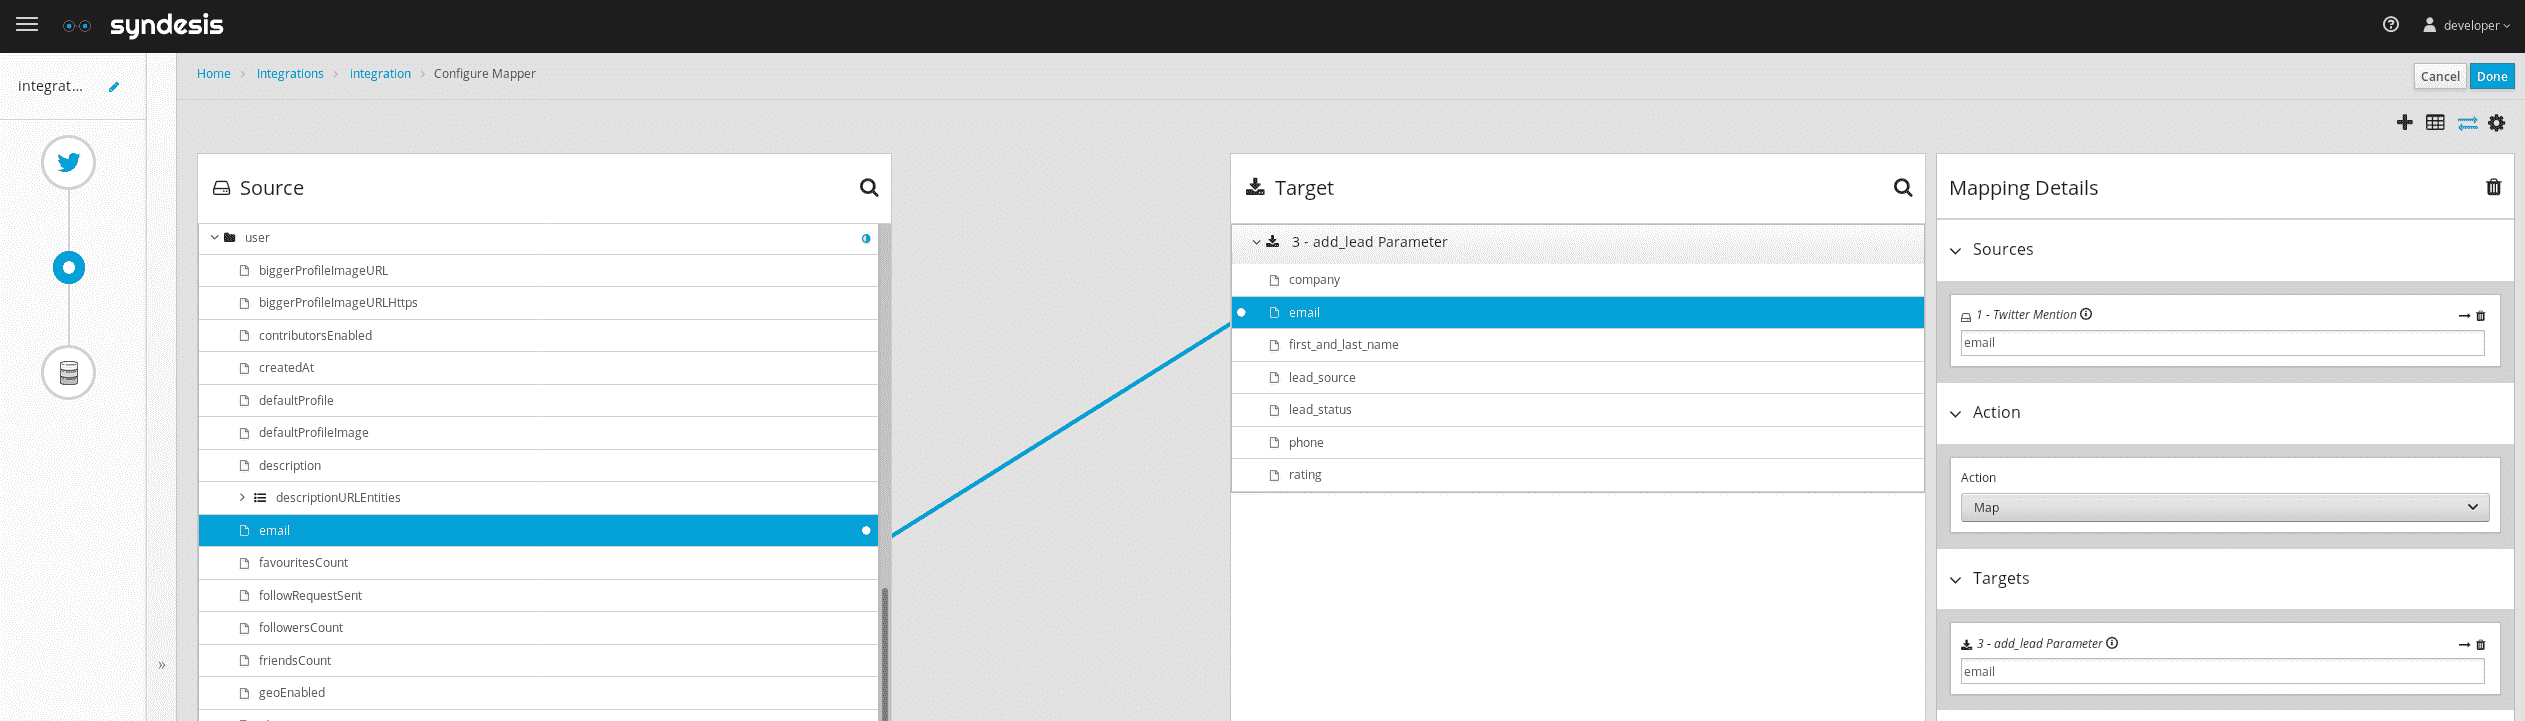 syndesis
developer
integrat...
Home
Integrations
integration
Configure Mapper
Cancel
Done
Source
user
biggerProfileImageURL
biggerProfileImageURLHttps
contributorsEnabled
createdAt
defaultProfile
defaultProfileImage
description
descriptionURLEntities
email
favouritesCount
followRequestSent
followersCount
friendsCount
geoEnabled
Target
3 - add_lead Parameter
company
email
first_and_last_name
lead_source
lead_status
phone
rating
Mapping Details
Sources
1 - Twitter Mention
email
Action
Action
Map
Targets
3 - add_lead Parameter
email